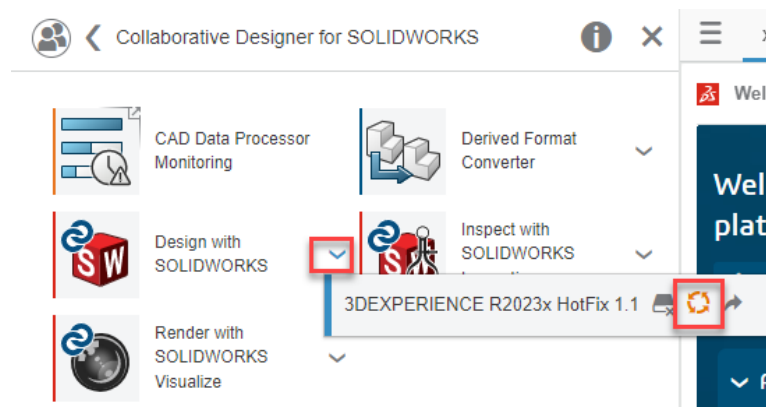 Collaborative Designer for SOLIDWORKS
Wel
CAD Data Processor
Monitoring
Derived Format
Converter
Wel
plat
Design with
SOLIDWORKS
Inspect with
SOLIDWORKS
3DEXPERIENCE R2023x HotFix 1.1
Render with
SOLIDWORKS
Visualize